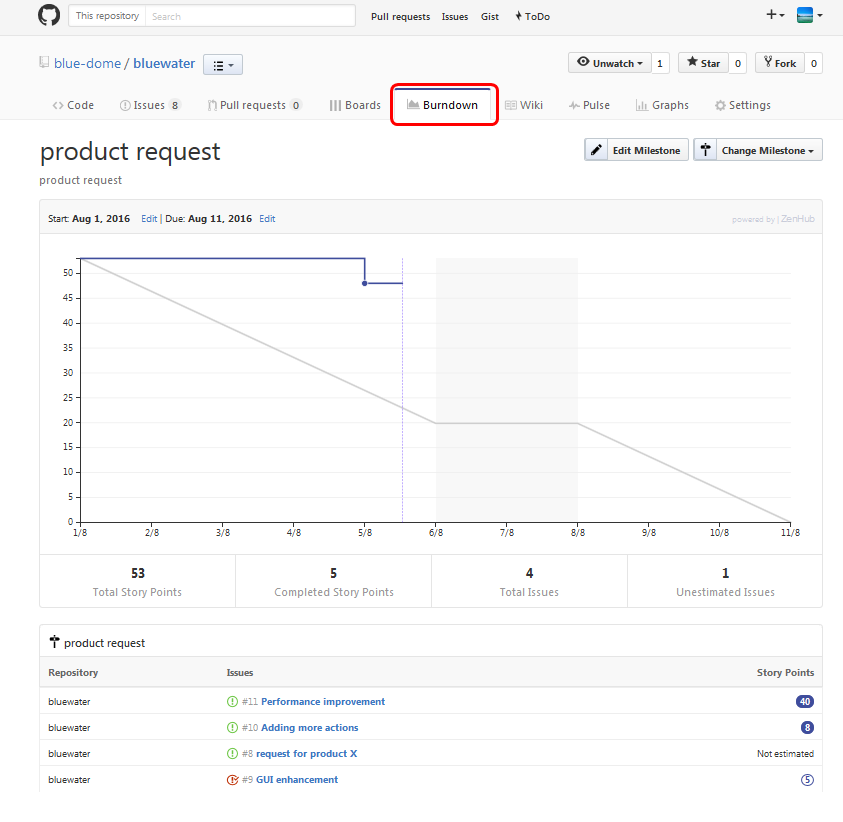 This repository Search Pull requests Issues Gist ToDo
blue-dome / bluewater Unwatch 1 Star 0 Fork 0
Code Issues 8 Pull requests 0 Boards Burndown Wiki Pulse Graphs Settings
product request Edit Milestone Change Milestone
product request
Start: Aug 1, 2016 Edit | Due: Aug 11, 2016 Edit powered by | ZenHub
50
45
40
35
30
25
20
15
10
5
0
1/8 2/8 3/8 4/8 5/8 6/8 7/8 8/8 9/8 10/8 11/8
53 5 4 1
Total Story Points Completed Story Points Total Issues Unestimated Issues
product request
Repository Issues Story Points
bluewater #11 Performance improvement 40
bluewater #10 Adding more actions 8
bluewater #8 request for product X Not estimated
bluewater #9 GUI enhancement 5